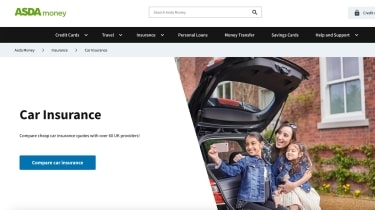 ASDA money
Search Asda Money
Credit c
Credit Cards
Travel
Insurance
Personal Loans
Money Transfer
Savings Cards
Help and Support
Asda Money
Insurance
Car Insurance
Car Insurance
Compare cheap car insurance quotes with over 60 UK providers!
Compare car insurance